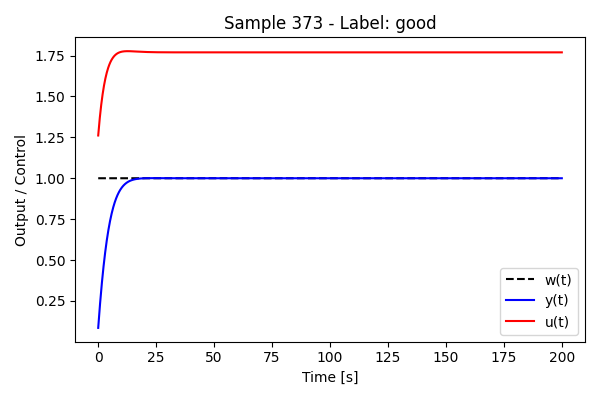 Sample 373 - Label: good
Output / Control
1.75
1.50
1.25
1.00
0.75
0.50
0.25
w(t)
y(t)
u(t)
0 25 50 75 100 125 150 175 200
Time [s]